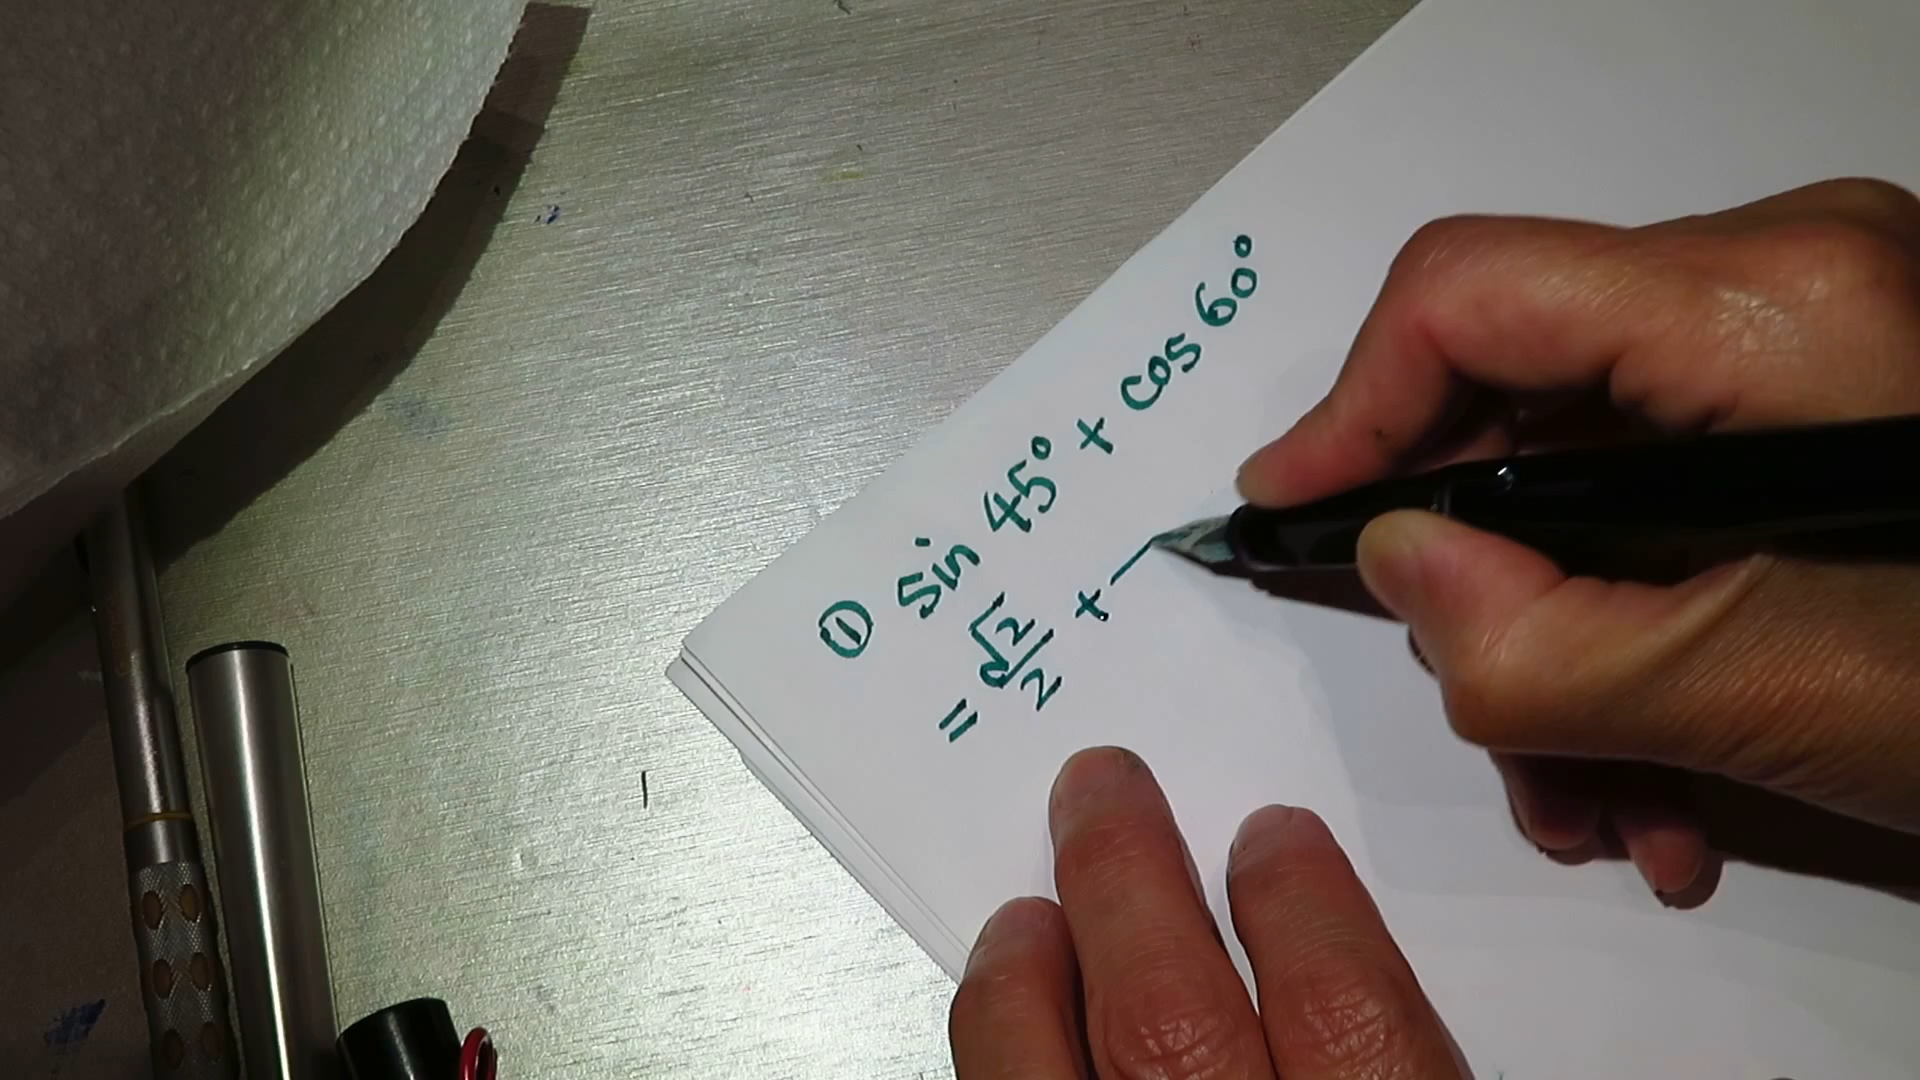 ① sin 45° + cos 60°
= √2/2 + —